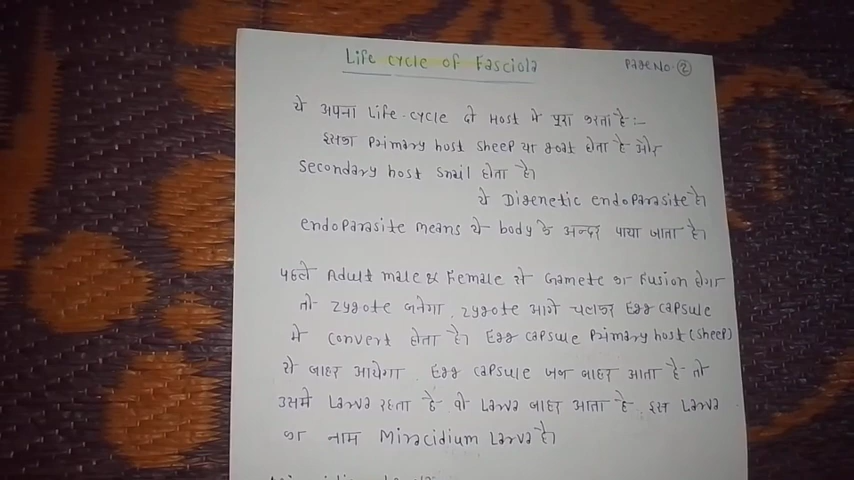 Life cycle of Fasciola
Page No. 2
ये अपना Life-cycle दो Host मे पूरा करता है:-
इसका Primary host Sheep या goat होता है और
Secondary host Snail होता है।
ये Digenetic endoparasite है।
endoparasite means ये body के अन्दर पाया जाता है।
पहले Adult male & Female से Gamete का Fusion होगा
तो zygote बनेगा. zygote आगे चलकर Egg capsule
मे convert होता है। Egg capsule Primary host (sheep)
से बाहर आयेगा. Egg capsule जब बाहर आता है तो
उसमे Larva रहता है. वो Larva बाहर आता है. इस Larva
का नाम Miracidium Larva है।